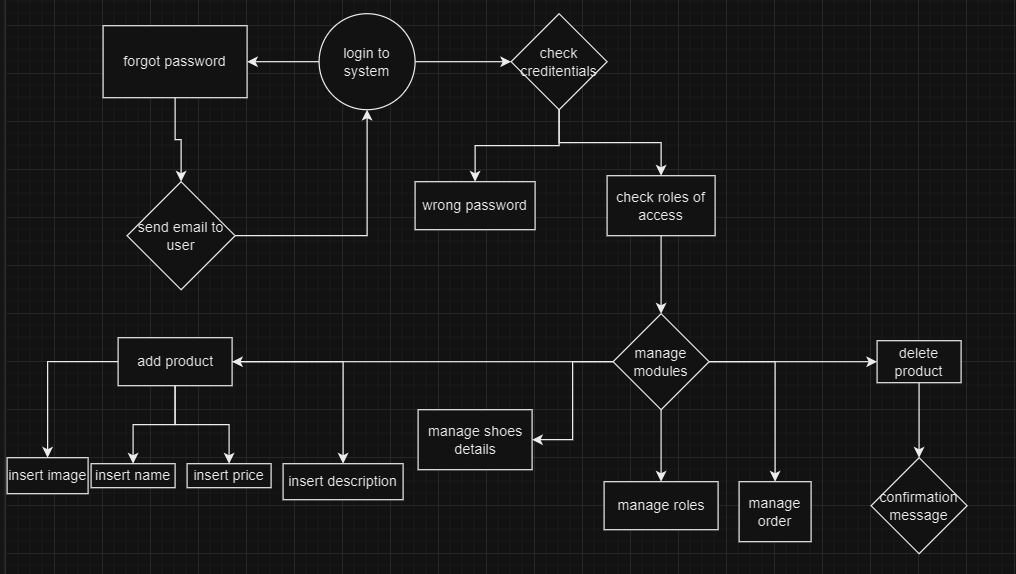 forgot password
login to
system
check
creditentials
send email to
user
wrong password
check roles of
access
add product
manage
modules
delete
product
manage shoes
details
insert image
insert name
insert price
insert description
manage roles
manage
order
confirmation
message